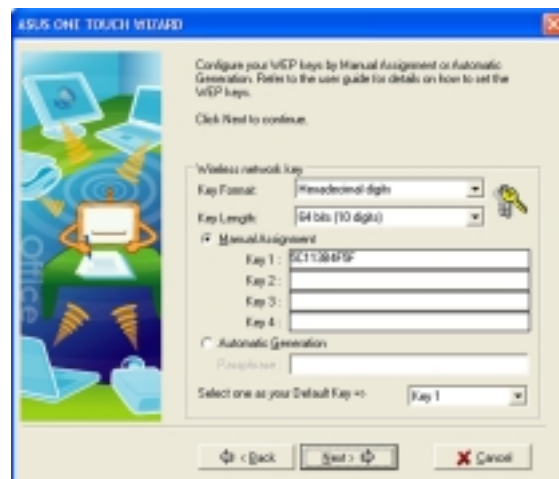 ASUS ONE TOUCH WIZARD
Configure your WEP keys by Manual Assignment or Automatic
Generation. Refer to the user guide for details on how to set the
WEP keys.
Click Next to continue.
Wireless network key
Key Format:
Hexadecimal digits
Key Length:
64 bits (10 digits)
Manual Assignment
Key 1 :
Key 2 :
Key 3 :
Key 4 :
Automatic Generation
Passphrase:
Select one as your Default Key =>
Key 1
< Back
Next >
Cancel
Office